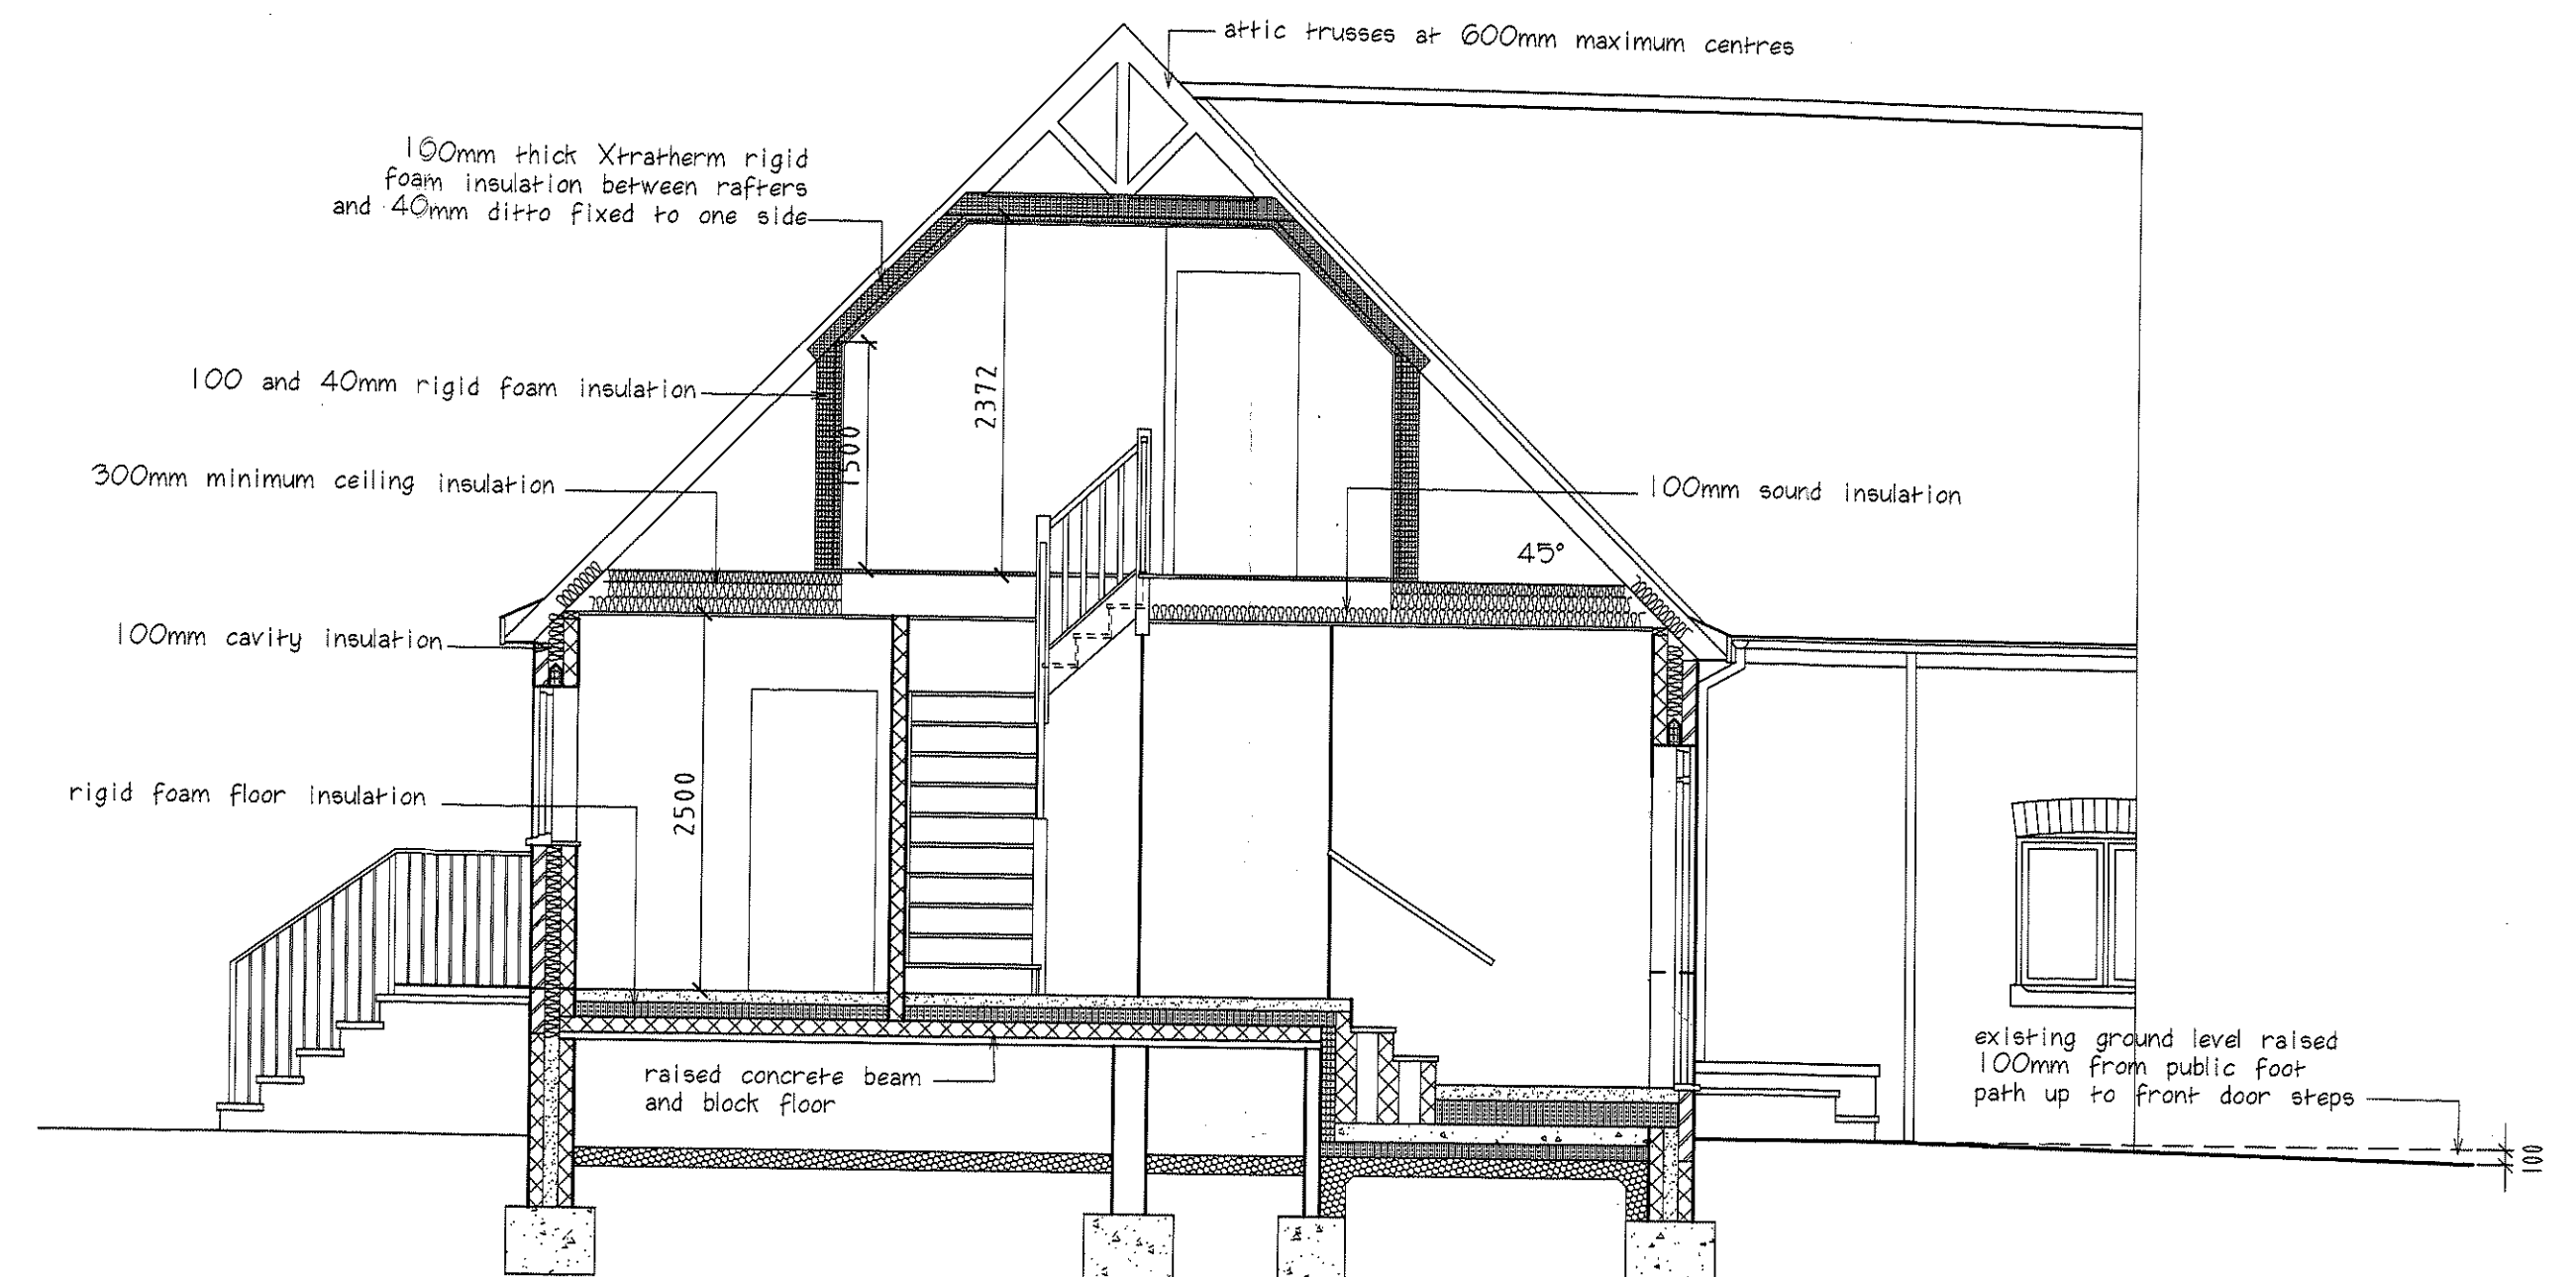 attic trusses at 600mm maximum centres
100mm thick Xtratherm rigid
foam insulation between rafters
and 40mm ditto fixed to one side
100 and 40mm rigid foam insulation
2372
1500
300mm minimum ceiling insulation
100mm sound insulation
45°
100mm cavity insulation
rigid foam floor insulation
2500
raised concrete beam
and block floor
existing ground level raised
100mm from public foot
path up to front door steps
100